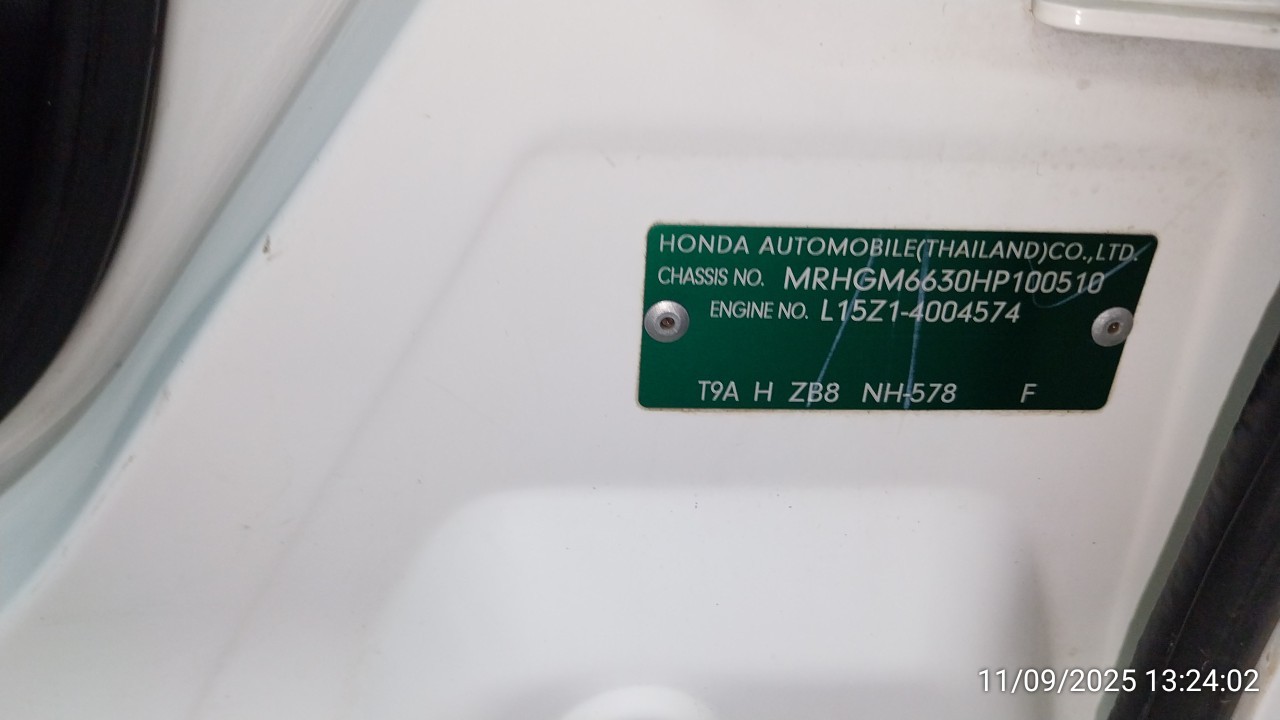 HONDA AUTOMOBILE(THAILAND)CO.,LTD.
CHASSIS NO. MRHGM6630HP100510
ENGINE NO. L15Z1-4004574
T9A H ZB8 NH-578 F
11/09/2025 13:24:02